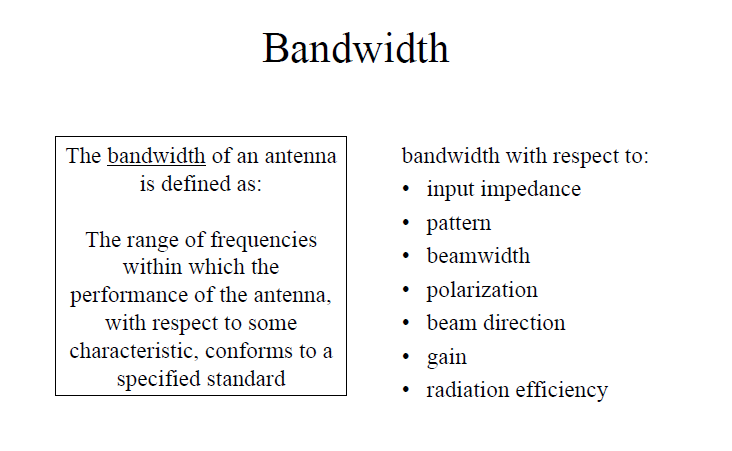 Bandwidth
The bandwidth of an antenna
is defined as:
The range of frequencies
within which the
performance of the antenna,
with respect to some
characteristic, conforms to a
specified standard
bandwidth with respect to:
• input impedance
• pattern
• beamwidth
• polarization
• beam direction
• gain
• radiation efficiency